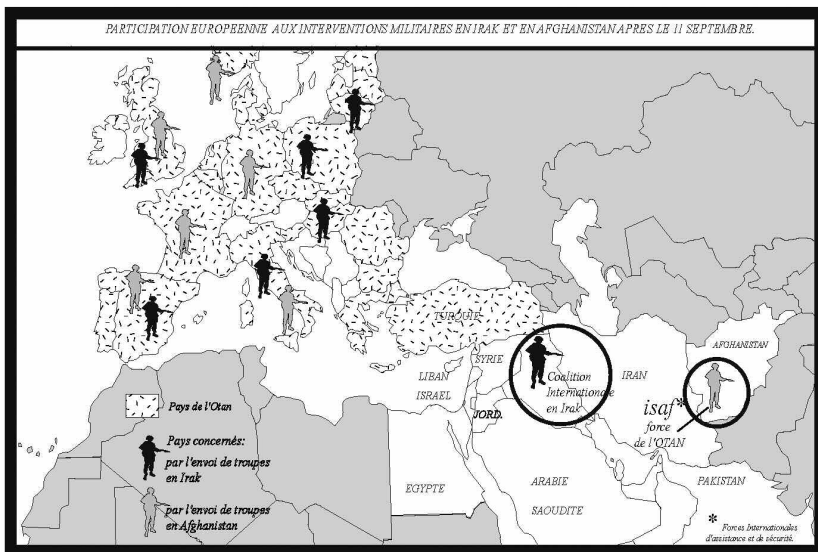 PARTICIPATION EUROPEENNE AUX INTERVENTIONS MILITAIRES EN IRAK ET EN AFGHANISTAN APRES LE 11 SEPTEMBRE.
TURQUIE
AFGHANISTAN
SYRIE
LIBAN
ISRAEL
Coalition
Internationale
en Irak
IRAN
isaf*
force
de l'OTAN
JORD.
Pays de l'Otan
Pays concernés:
par l'envoi de troupes
en Irak
par l'envoi de troupes
en Afghanistan
EGYPTE
ARABIE
SAOUDITE
PAKISTAN
* Forces Internationales
d'assistance et de sécurité.